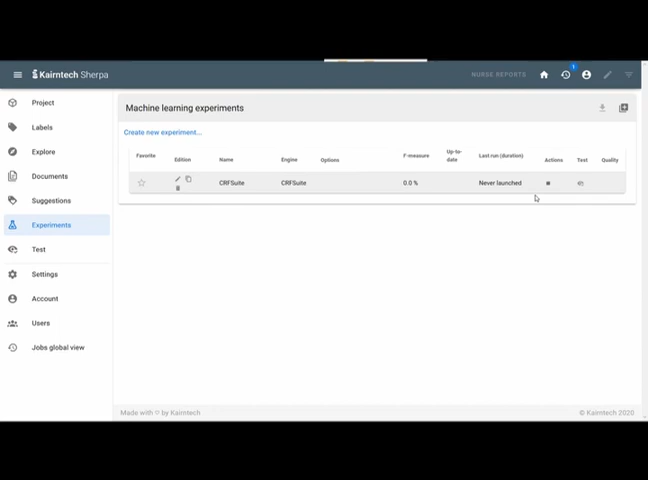 Kairntech Sherpa
NURSE REPORTS
1
Project
Labels
Explore
Documents
Suggestions
Experiments
Test
Settings
Account
Users
Jobs global view
Machine learning experiments
Create new experiment...
Favorite Edition Name Engine Options F-measure Up-to-date Last run (duration) Actions Test Quality
CRFSuite CRFSuite 0.0 % Never launched
Made with ♡ by Kairntech
© Kairntech 2020